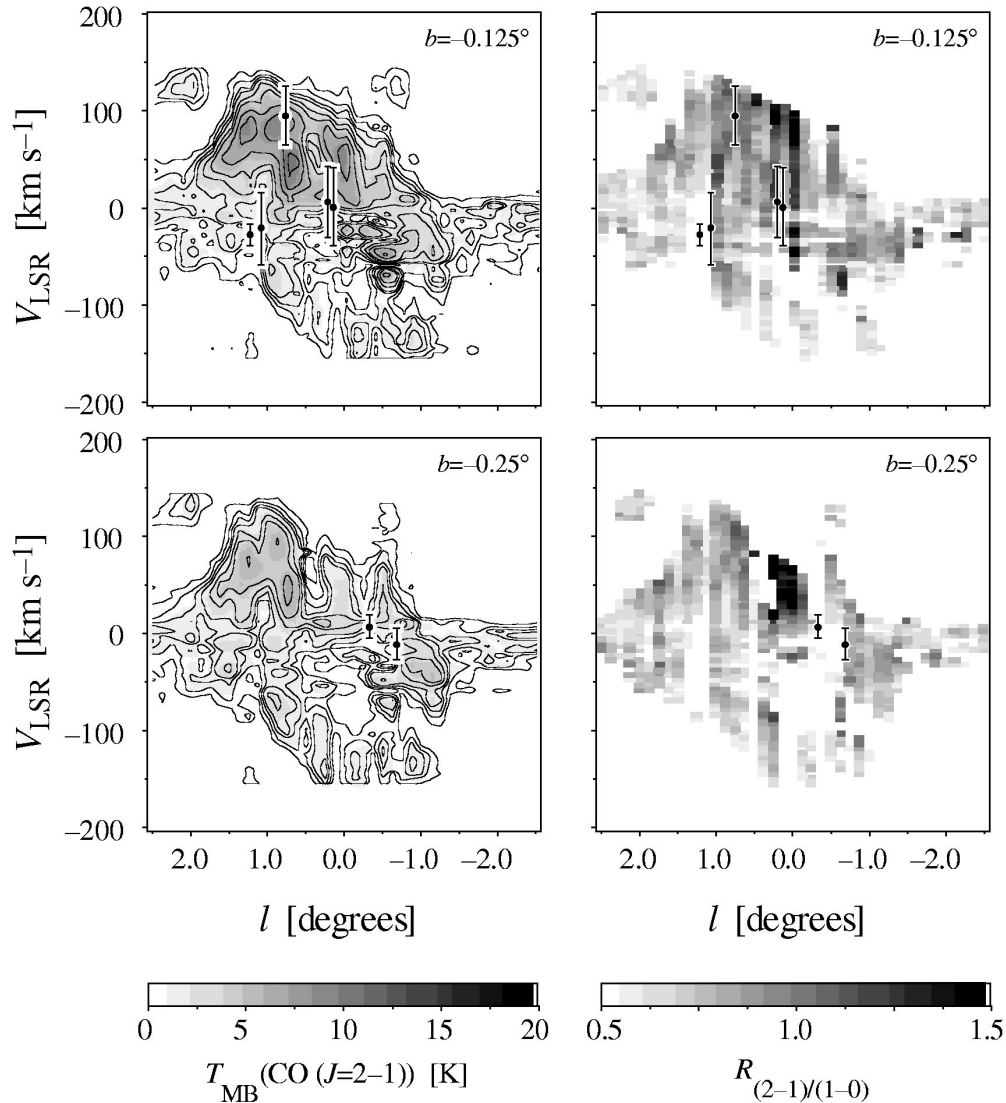 200
100
0
−100
−200
V_LSR [km s⁻¹]
b=−0.125°
b=−0.125°
200
100
0
−100
−200
V_LSR [km s⁻¹]
b=−0.25°
b=−0.25°
2.0 1.0 0.0 −1.0 −2.0
2.0 1.0 0.0 −1.0 −2.0
l [degrees]
l [degrees]
0 5 10 15 20
0.5 1.0 1.5
T_MB(CO (J=2−1)) [K]
R_(2−1)/(1−0)